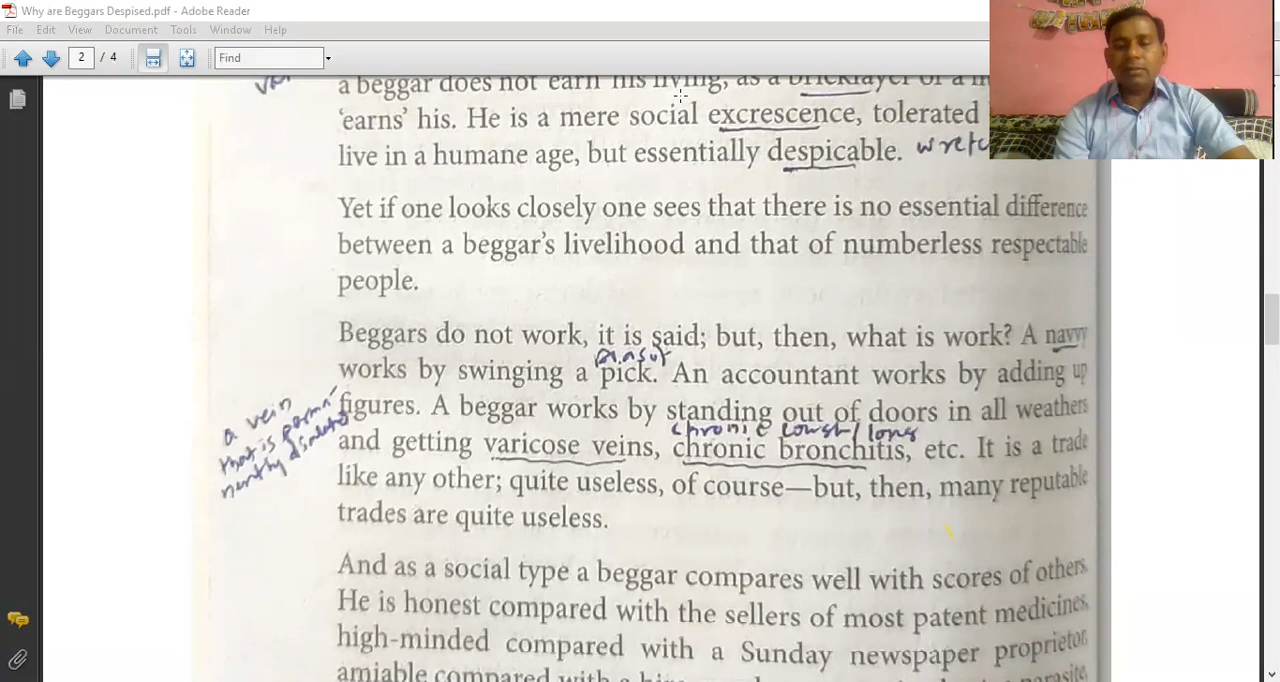 Why are Beggars Despised.pdf - Adobe Reader
File Edit View Document Tools Window Help
2 / 4 Find
a beggar does not earn his living, as a bricklayer or a
'earns' his. He is a mere social excrescence, tolerated
live in a humane age, but essentially despicable.
Yet if one looks closely one sees that there is no essential difference
between a beggar's livelihood and that of numberless respectable
people.
Beggars do not work, it is said; but, then, what is work? A navvy
works by swinging a pick. An accountant works by adding up
figures. A beggar works by standing out of doors in all weathers
a vein
that is
chronic
and getting varicose veins, chronic bronchitis, etc. It is a trade
like any other; quite useless, of course—but, then, many reputable
trades are quite useless.
And as a social type a beggar compares well with scores of others.
He is honest compared with the sellers of most patent medicines,
high-minded compared with a Sunday newspaper proprietor,
amiable compared with a